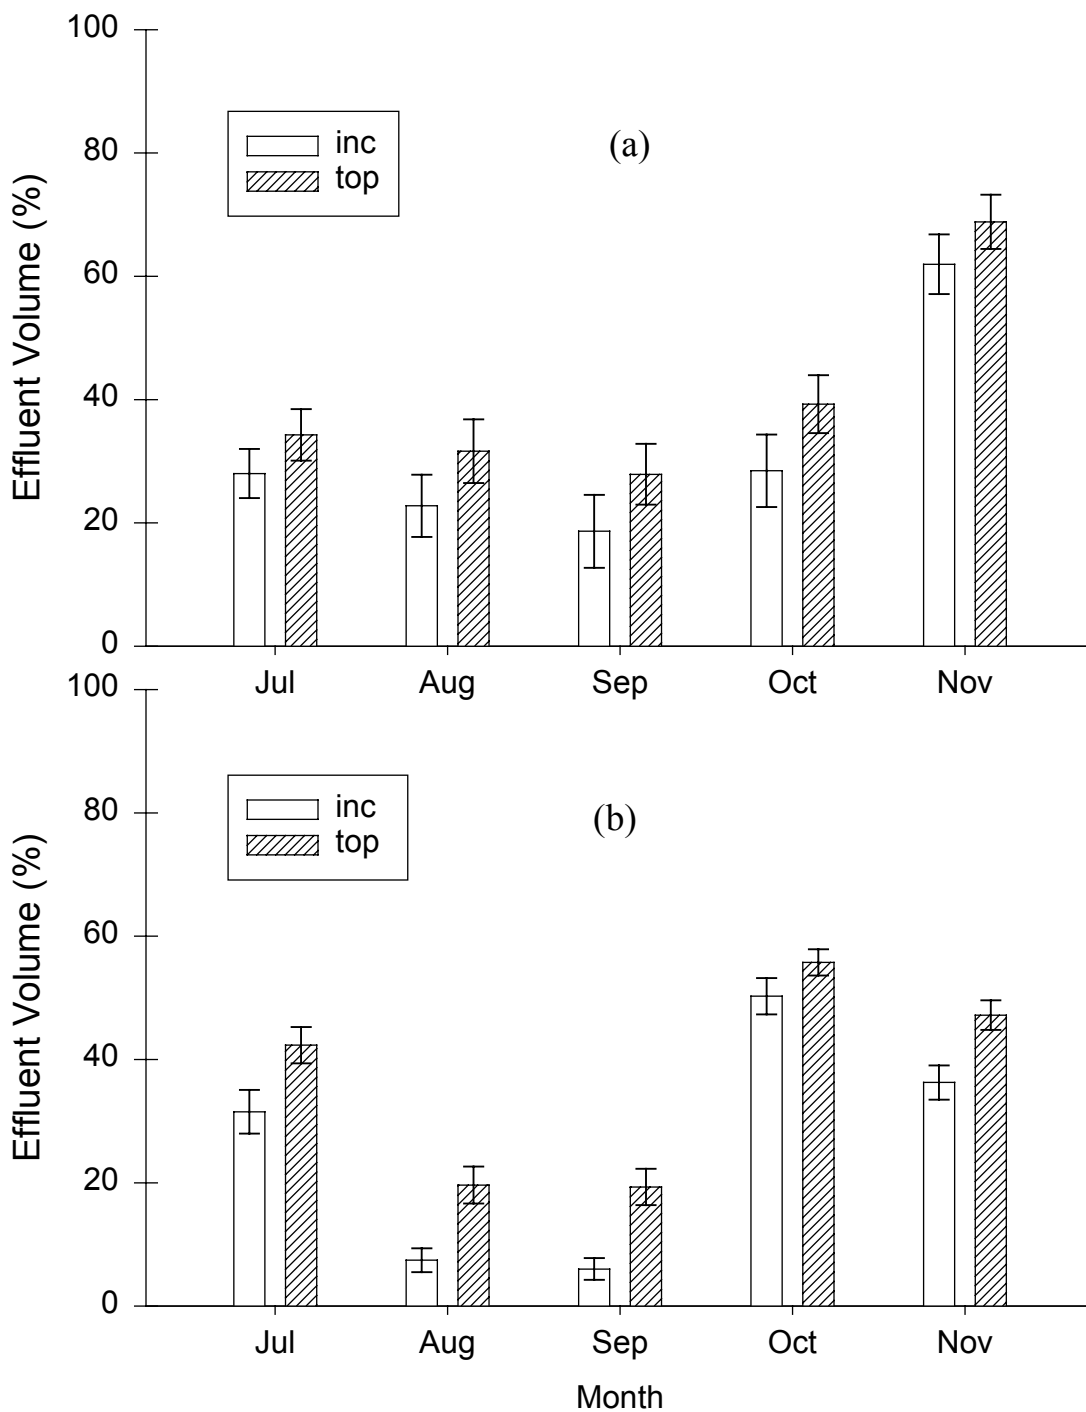 100
80
60
40
20
0
Effluent Volume (%)
inc
top
(a)
Jul Aug Sep Oct Nov
100
80
60
40
20
0
Effluent Volume (%)
inc
top
(b)
Jul Aug Sep Oct Nov
Month